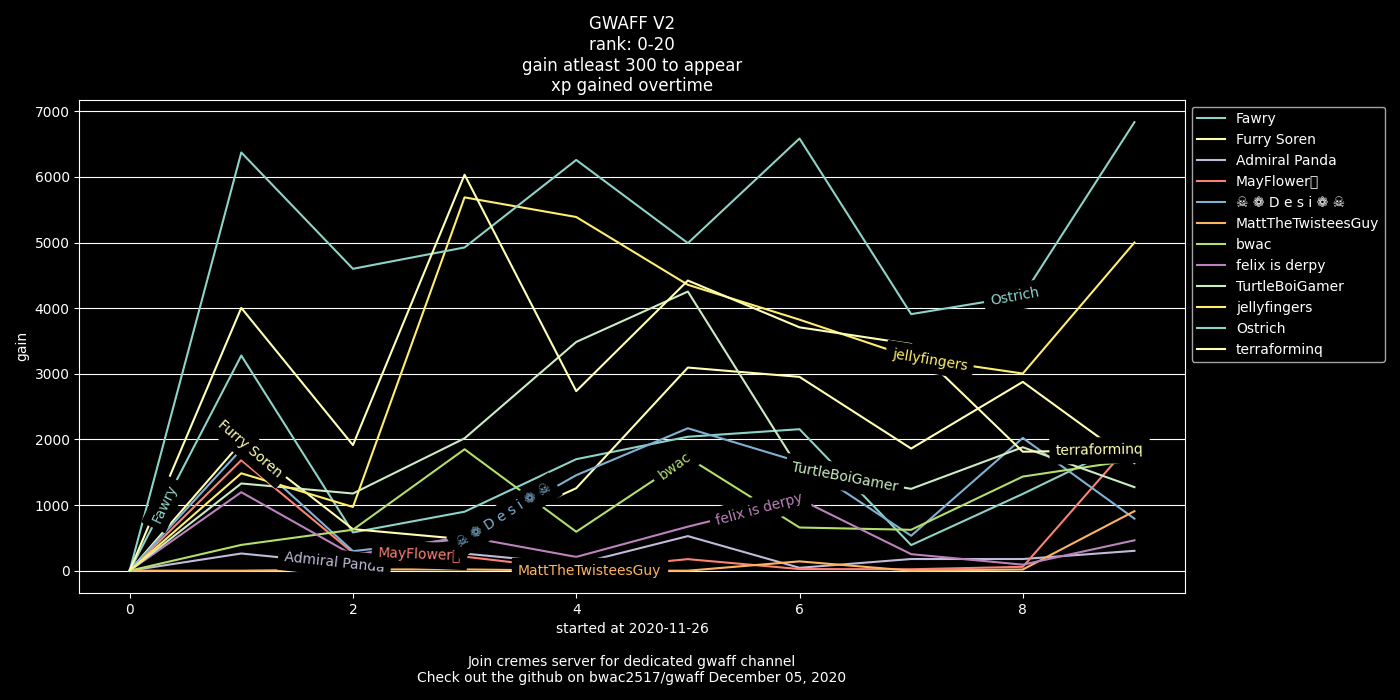 GWAFF V2
rank: 0-20
gain atleast 300 to appear
xp gained overtime
7000
6000
5000
4000
3000
2000
1000
0
gain
0 2 4 6 8
started at 2020-11-26
Fawry
Furry Soren
Admiral Panda
MayFlower
☠ ❁ D e s i ❁ ☠
MattTheTwisteesGuy
bwac
felix is derpy
TurtleBoiGamer
jellyfingers
Ostrich
terraforminq
Fawry
Furry Soren
Admiral Panda
MayFlower
☠ ❁ D e s i ❁ ☠
MattTheTwisteesGuy
bwac
felix is derpy
TurtleBoiGamer
jellyfingers
Ostrich
terraforminq
Join cremes server for dedicated gwaff channel
Check out the github on bwac2517/gwaff December 05, 2020